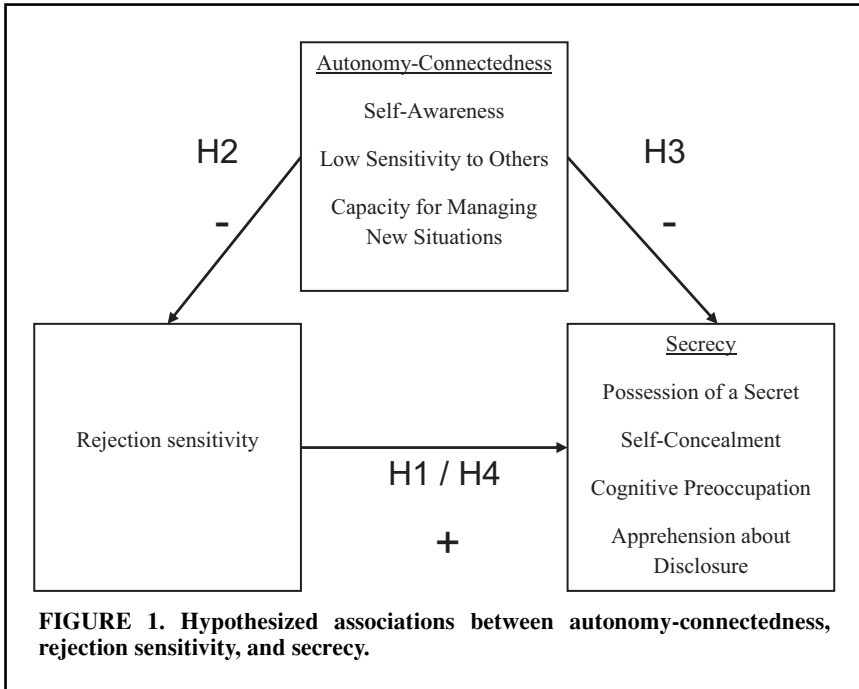 Autonomy-Connectedness
Self-Awareness
Low Sensitivity to Others
Capacity for Managing
New Situations
H2
-
H3
-
Rejection sensitivity
H1 / H4
+
Secrecy
Possession of a Secret
Self-Concealment
Cognitive Preoccupation
Apprehension about
Disclosure
FIGURE 1. Hypothesized associations between autonomy-connectedness,
rejection sensitivity, and secrecy.